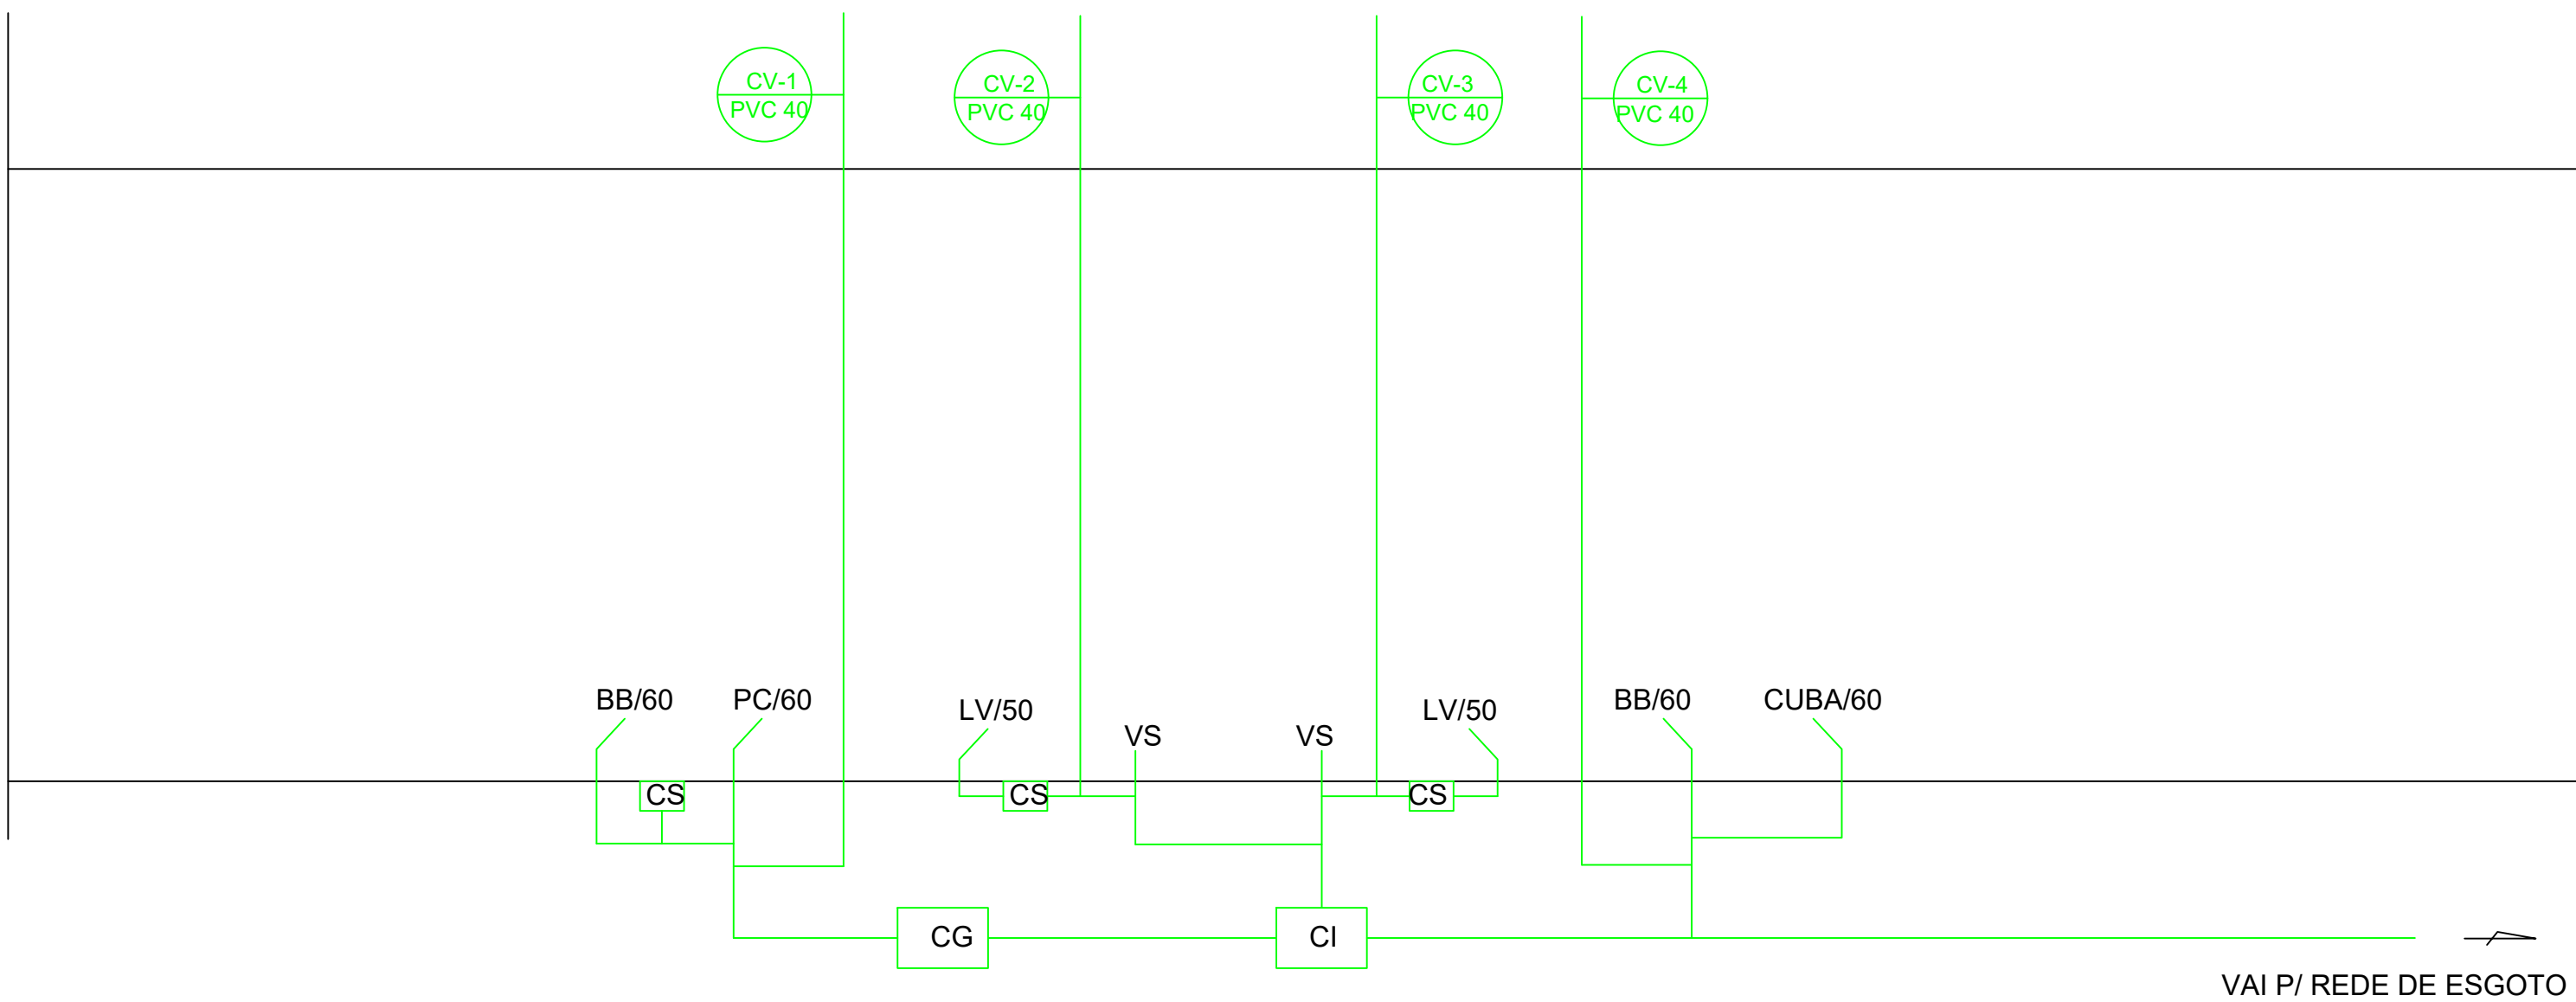 CV-1
PVC 40
CV-2
PVC 40
CV-3
PVC 40
CV-4
PVC 40
BB/60
PC/60
LV/50
VS
VS
LV/50
BB/60
CUBA/60
CS
CS
CS
CG
CI
VAI P/ REDE DE ESGOTO